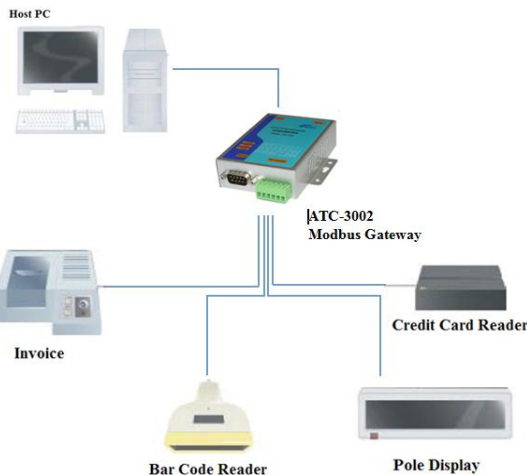 Host PC
ATC-3002
Modbus Gateway
Credit Card Reader
Invoice
Bar Code Reader
Pole Display